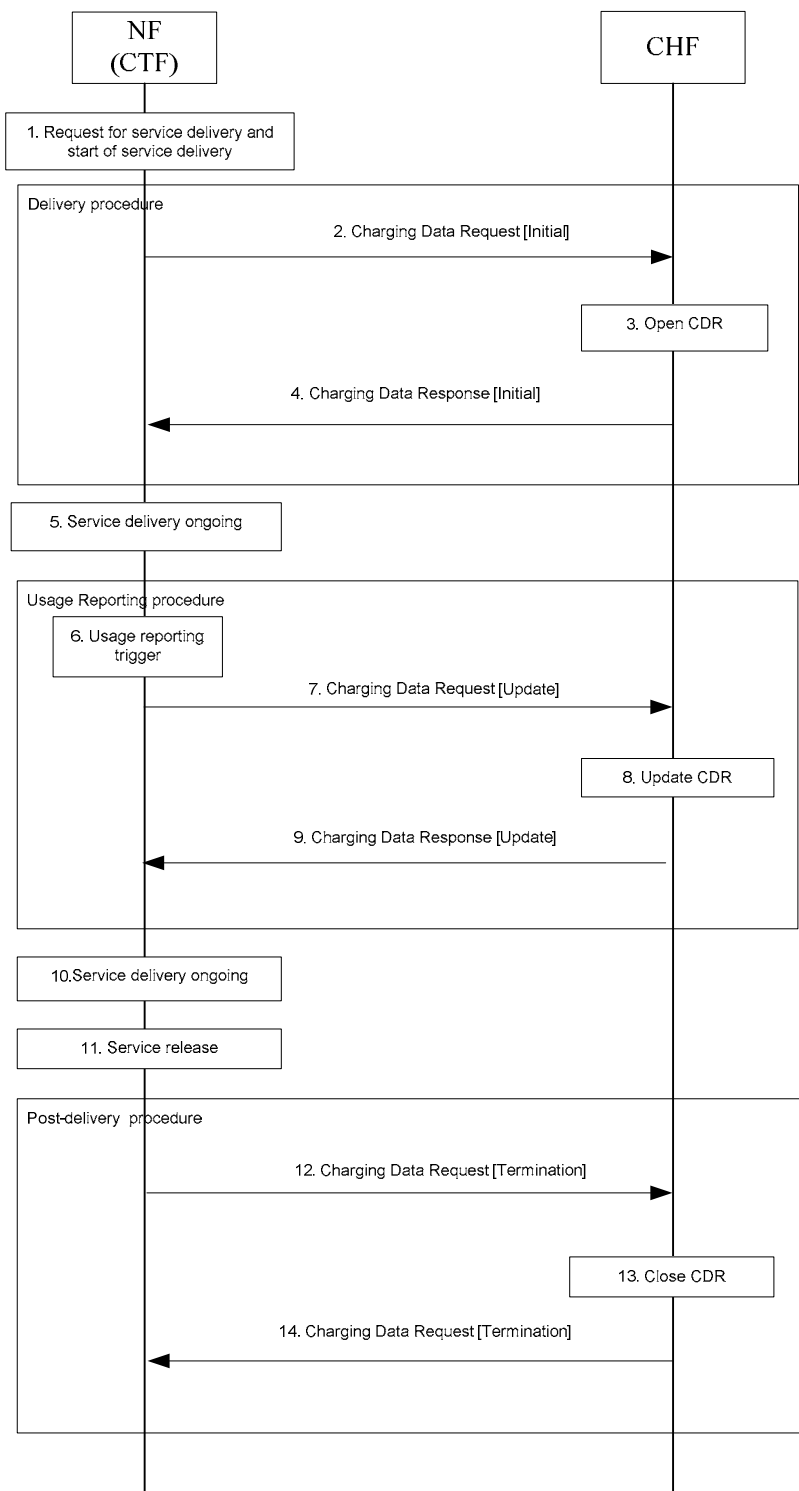 NF
(CTF)
CHF
1. Request for service delivery and
start of service delivery
Delivery procedure
2. Charging Data Request [Initial]
3. Open CDR
4. Charging Data Response [Initial]
5. Service delivery ongoing
Usage Reporting procedure
6. Usage reporting
trigger
7. Charging Data Request [Update]
8. Update CDR
9. Charging Data Response [Update]
10.Service delivery ongoing
11. Service release
Post-delivery procedure
12. Charging Data Request [Termination]
13. Close CDR
14. Charging Data Request [Termination]